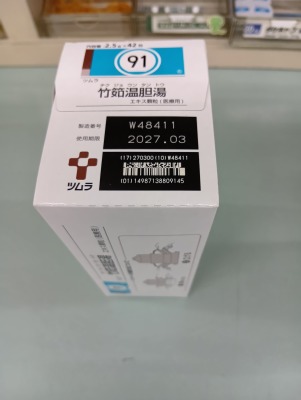 2.5g×42包
91
ツムラ
チク ジョ ウン タン トウ
竹筎温胆湯
エキス顆粒(医療用)
製造番号 W48411
使用期限 2027.03
(17)270300(10)W48411
(01)14987138809145
ツムラ